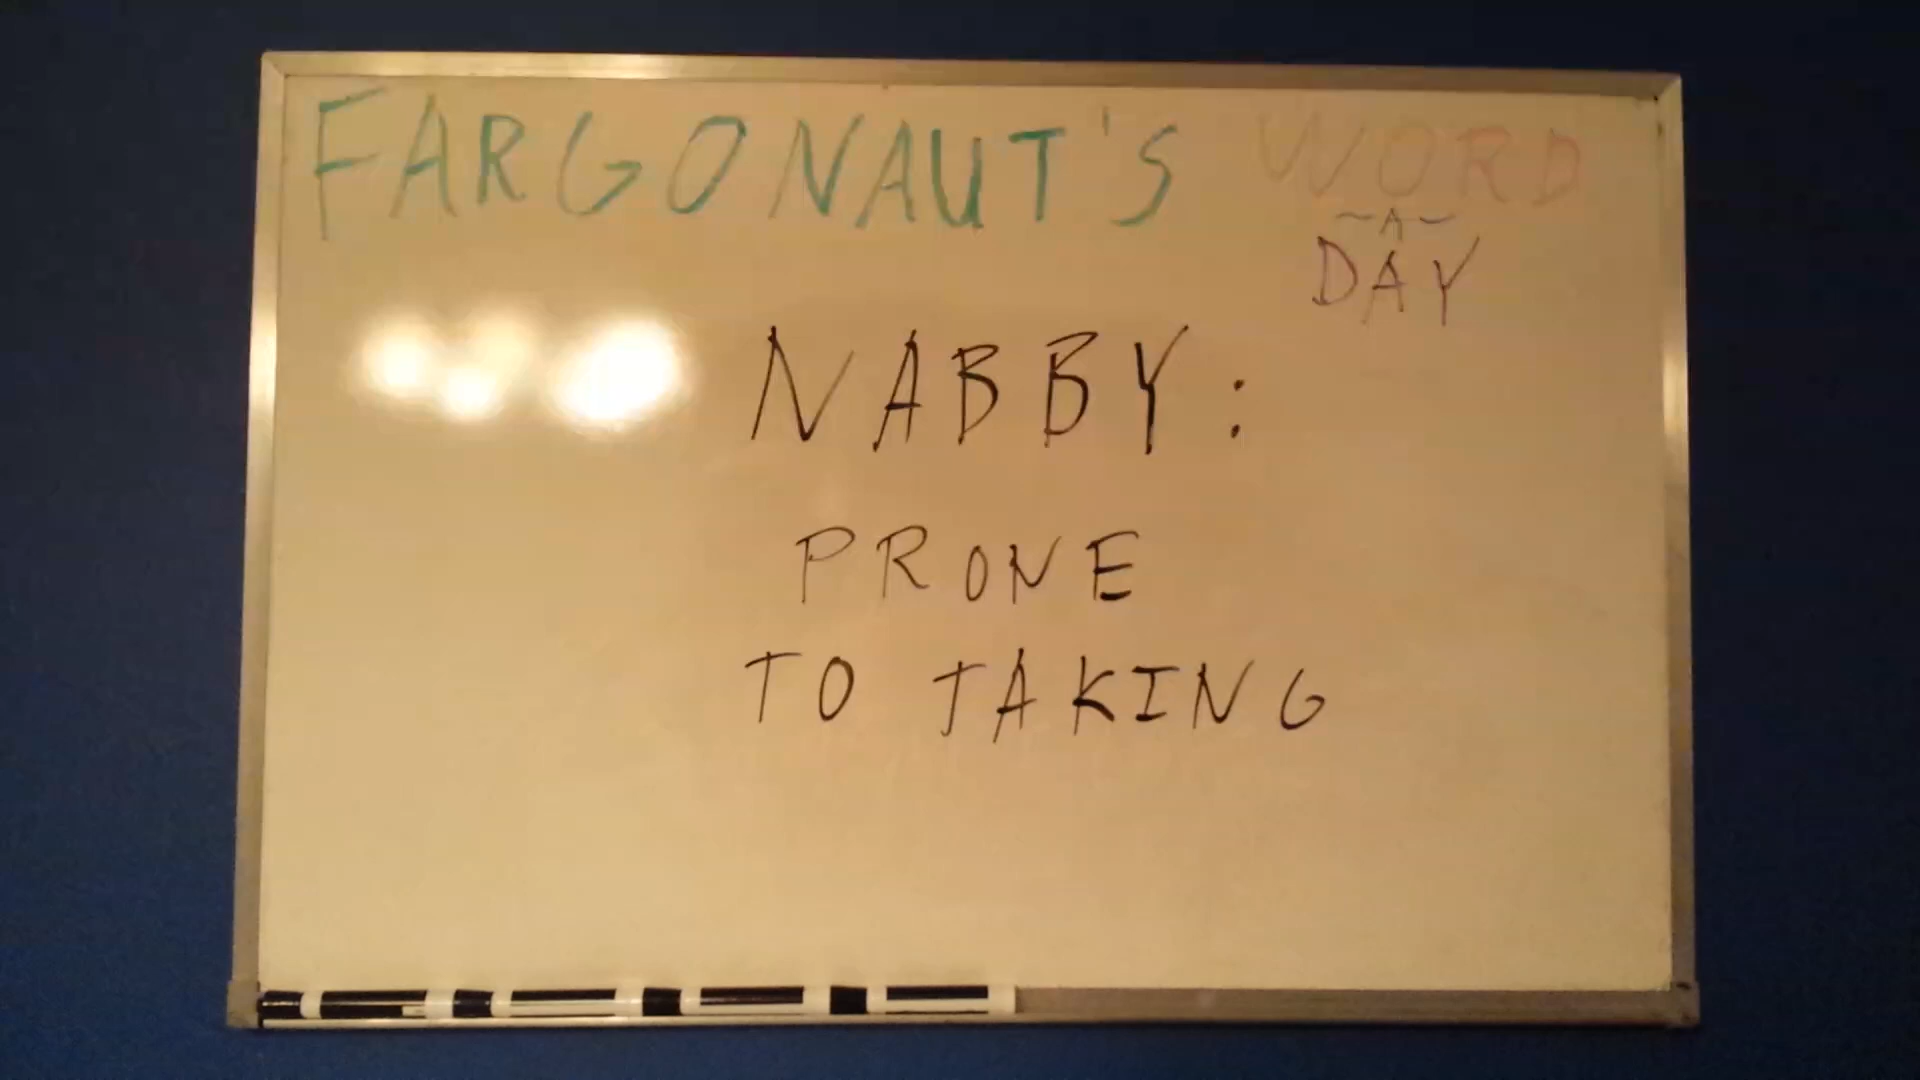 FARGONAUT'S WORD
~A~
DAY
NABBY:
PRONE
TO TAKING